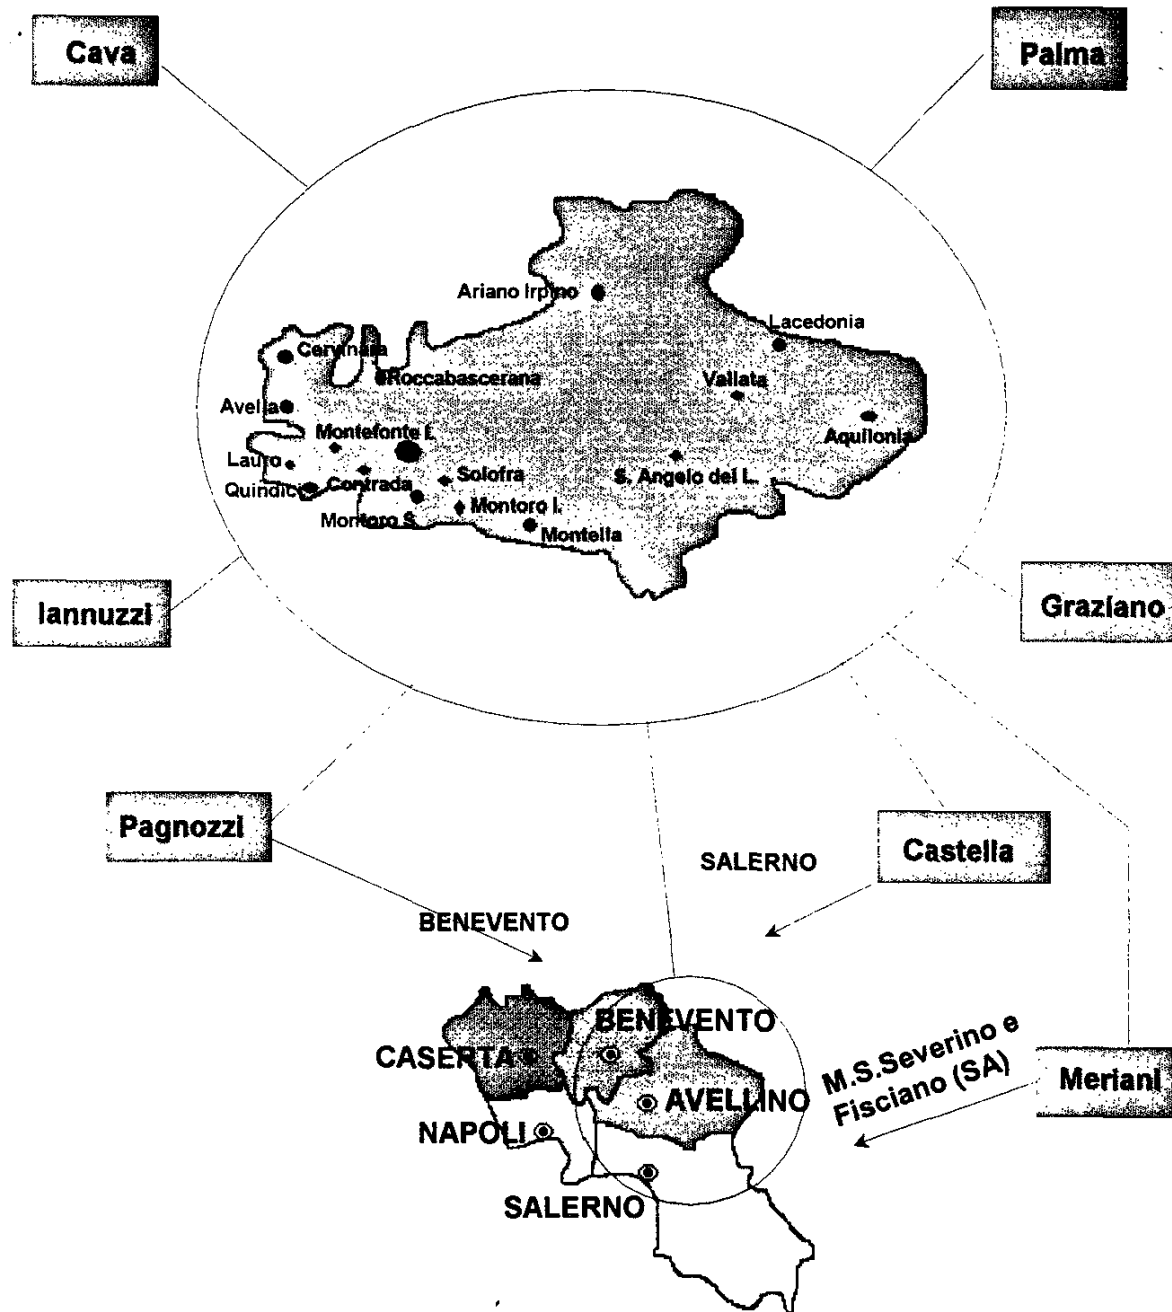 Cava
Palma
Ariano Irpino
Lacedonia
Cervinara
Roccabascerana
Vallata
Avella
Aquilonia
Montefonte I.
Lauro
Solofra
S. Angelo dei L.
Quindici
Contrada
Montoro I.
Montoro S.
Montella
Iannuzzi
Graziano
Pagnozzi
Castella
SALERNO
BENEVENTO
BENEVENTO
CASERTA
M.S.Severino e
Fisciano (SA)
Meriani
AVELLINO
NAPOLI
SALERNO